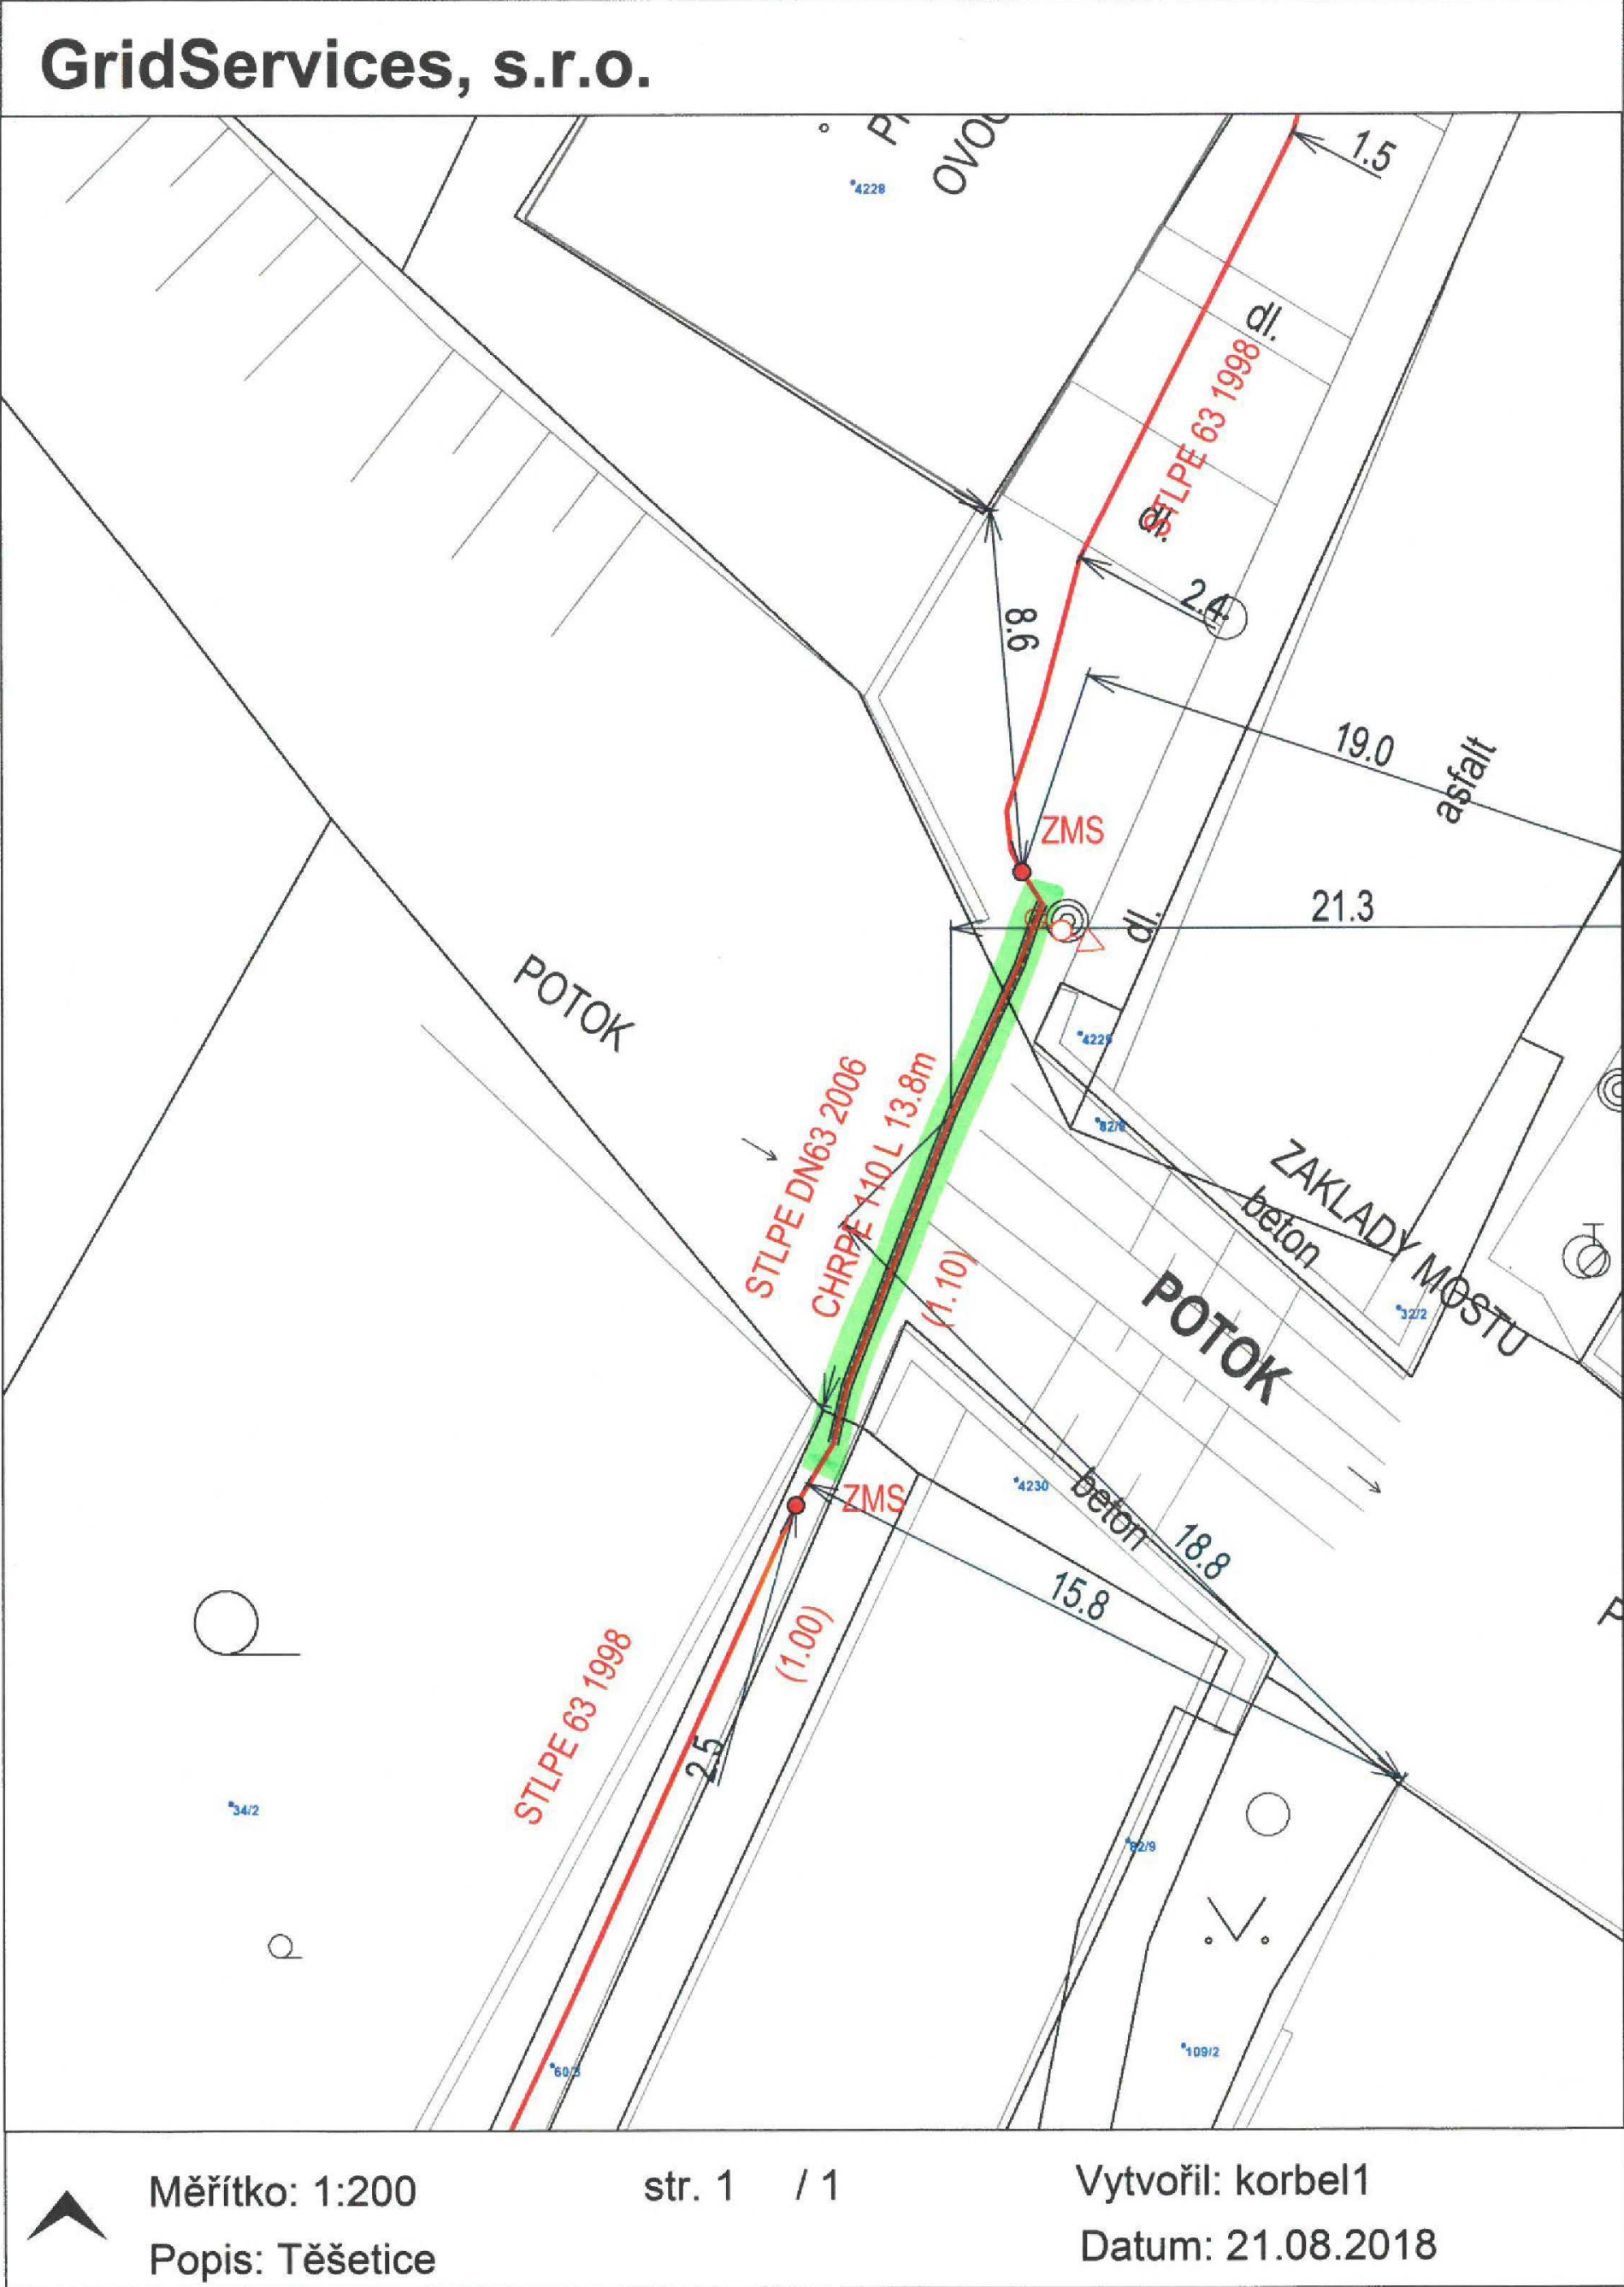 GridServices, s.r.o.
1.5
4228
dl.
STLPE 63 1998
dl.
2.4
8.6
19.0
asfalt
ZMS
21.3
dl.
POTOK
STLPE DN63 2006
CHRPE 110 L 13.8m
ZAKLADY MOSTU
beton
(1.10)
POTOK
32/2
ZMS
4230
beton
18.8
15.8
(1.00)
STLPE 63 1998
2.5
34/2
82/9
109/2
60/3
Měřítko: 1:200
str. 1 / 1
Vytvořil: korbel1
Popis: Těšetice
Datum: 21.08.2018